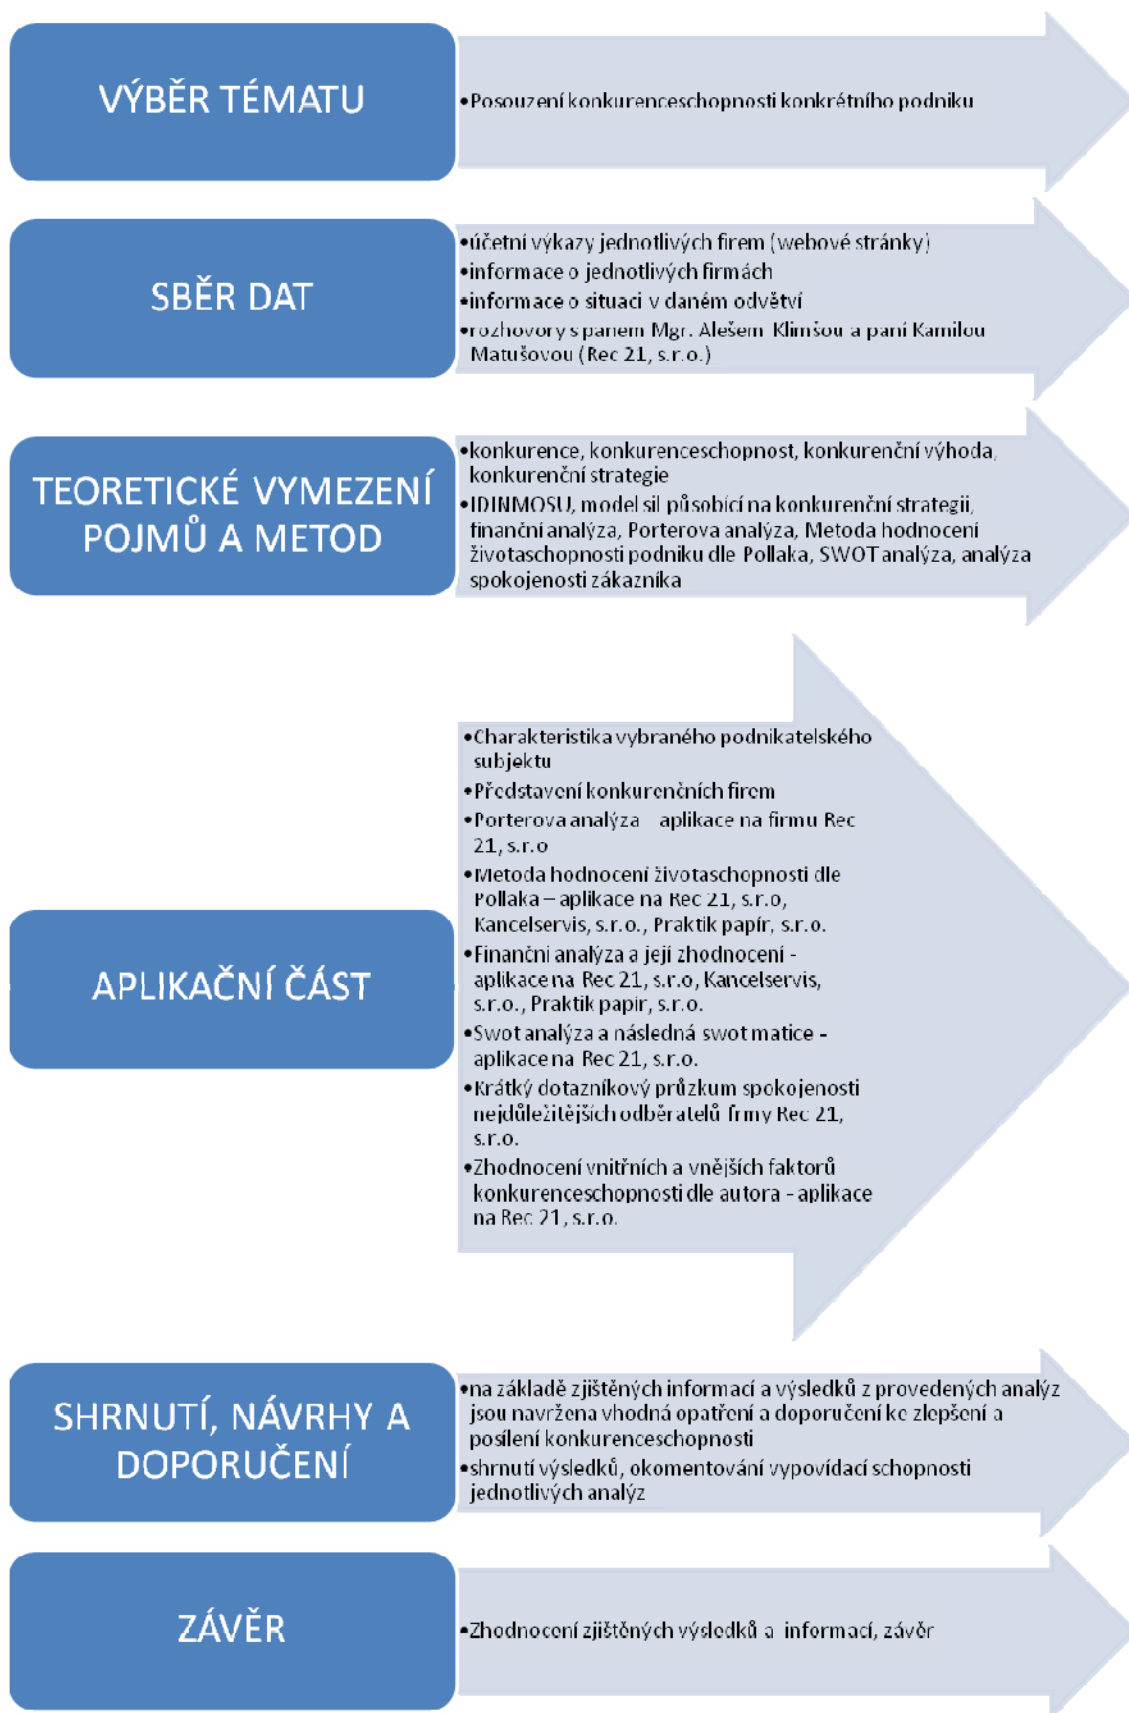 VÝBĚR TÉMATU
•Posouzení konkurenceschopnosti konkrétního podniku
SBĚR DAT
•účetní výkazy jednotlivých firem (webové stránky)
•informace o jednotlivých firmách
•informace o situaci v daném odvětví
•rozhovory s panem Mgr. Alešem Klimšou a paní Kamilou
Matušovou (Rec 21, s.r.o.)
TEORETICKÉ VYMEZENÍ
POJMŮ A METOD
•konkurence, konkurenceschopnost, konkurenční výhoda,
konkurenční strategie
•IDINMOSU, model sil působící na konkurenční strategii,
finanční analýza, Porterova analýza, Metoda hodnocení
životaschopnosti podniku dle Pollaka, SWOT analýza, analýza
spokojenosti zákazníka
APLIKAČNÍ ČÁST
•Charakteristika vybraného podnikatelského
subjektu
•Představení konkurenčních firem
•Porterova analýza – aplikace na firmu Rec
21, s.r.o
•Metoda hodnocení životaschopnosti dle
Pollaka – aplikace na Rec 21, s.r.o,
Kancelservis, s.r.o., Praktik papír, s.r.o.
•Finanční analýza a její zhodnocení -
aplikace na Rec 21, s.r.o, Kancelservis,
s.r.o., Praktik papír, s.r.o.
•Swot analýza a následná swot matice -
aplikace na Rec 21, s.r.o.
•Krátký dotazníkový průzkum spokojenosti
nejdůležitějších odběratelů firmy Rec 21,
s.r.o.
•Zhodnocení vnitřních a vnějších faktorů
konkurenceschopnosti dle autora - aplikace
na Rec 21, s.r.o.
SHRNUTÍ, NÁVRHY A
DOPORUČENÍ
•na základě zjištěných informací a výsledků z provedených analýz
jsou navržena vhodná opatření a doporučení ke zlepšení a
posílení konkurenceschopnosti
•shrnutí výsledků, okomentování vypovídací schopnosti
jednotlivých analýz
ZÁVĚR
•Zhodnocení zjištěných výsledků a informací, závěr